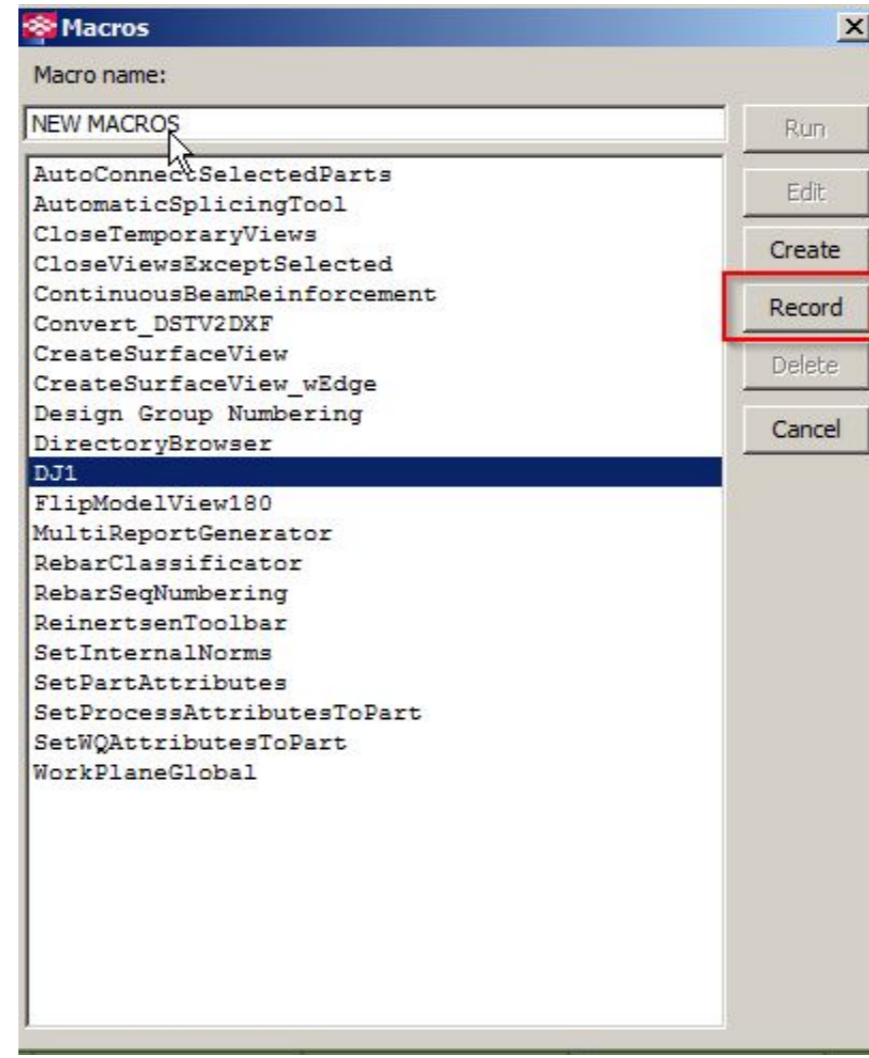 Macros
Macro name:
NEW MACROS
Run
AutoConnectSelectedParts
AutomaticSplicingTool
Edit
CloseTemporaryViews
CloseViewsExceptSelected
Create
ContinuousBeamReinforcement
Record
Convert_DSTV2DXF
CreateSurfaceView
Delete
CreateSurfaceView_wEdge
Design Group Numbering
Cancel
DirectoryBrowser
DJ1
FlipModelView180
MultiReportGenerator
RebarClassificator
RebarSeqNumbering
ReinertsenToolbar
SetInternalNorms
SetPartAttributes
SetProcessAttributesToPart
SetWQAttributesToPart
WorkPlaneGlobal